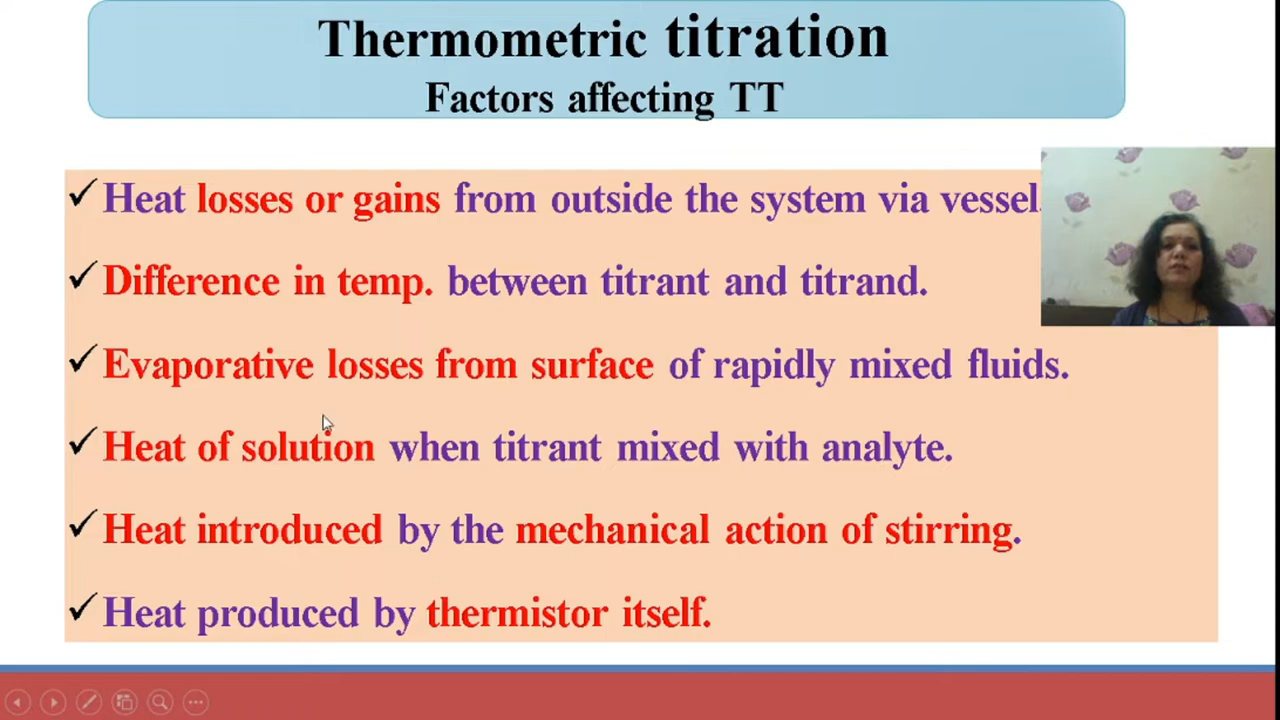 Thermometric titration
Factors affecting TT
✓Heat losses or gains from outside the system via vessel.
✓Difference in temp. between titrant and titrand.
✓Evaporative losses from surface of rapidly mixed fluids.
✓Heat of solution when titrant mixed with analyte.
✓Heat introduced by the mechanical action of stirring.
✓Heat produced by thermistor itself.